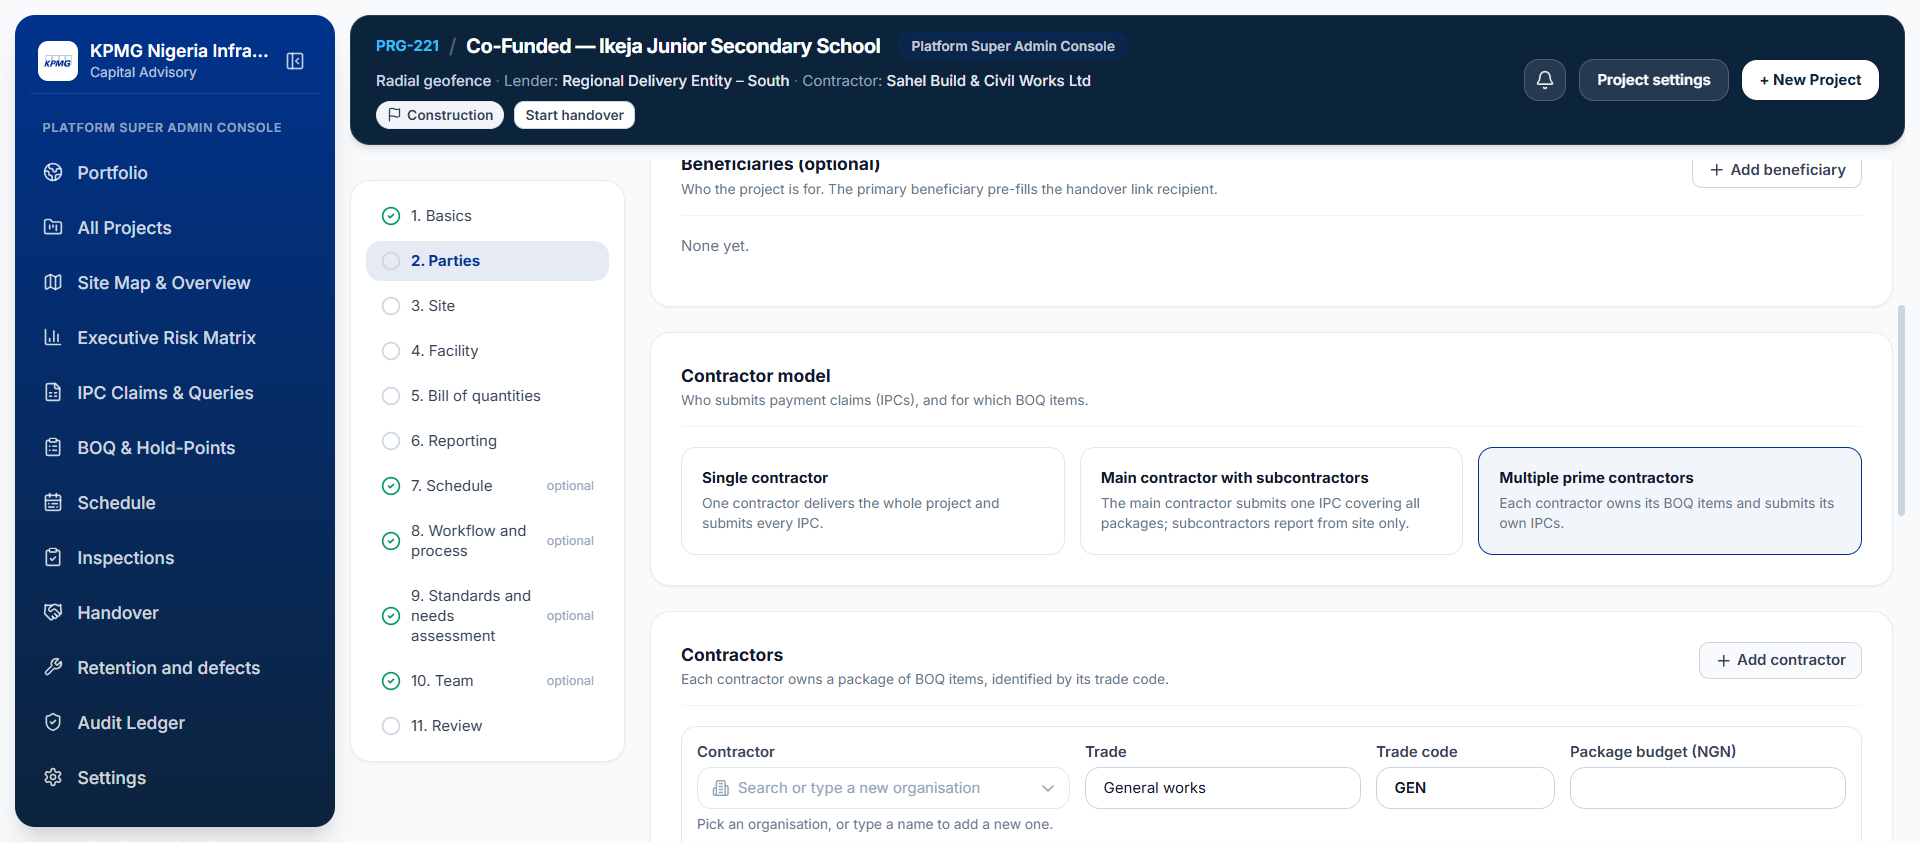 KPMG
KPMG Nigeria Infra...
Capital Advisory
PLATFORM SUPER ADMIN CONSOLE
Portfolio
All Projects
Site Map & Overview
Executive Risk Matrix
IPC Claims & Queries
BOQ & Hold-Points
Schedule
Inspections
Handover
Retention and defects
Audit Ledger
Settings
PRG-221 / Co-Funded — Ikeja Junior Secondary School Platform Super Admin Console
Radial geofence · Lender: Regional Delivery Entity – South · Contractor: Sahel Build & Civil Works Ltd
Construction Start handover
Project settings
+ New Project
1. Basics
2. Parties
3. Site
4. Facility
5. Bill of quantities
6. Reporting
7. Schedule optional
8. Workflow and
process optional
9. Standards and
needs optional
assessment
10. Team optional
11. Review
Beneficiaries (optional)
Who the project is for. The primary beneficiary pre-fills the handover link recipient.
+ Add beneficiary
None yet.
Contractor model
Who submits payment claims (IPCs), and for which BOQ items.
Single contractor
One contractor delivers the whole project and
submits every IPC.
Main contractor with subcontractors
The main contractor submits one IPC covering all
packages; subcontractors report from site only.
Multiple prime contractors
Each contractor owns its BOQ items and submits its
own IPCs.
Contractors
Each contractor owns a package of BOQ items, identified by its trade code.
+ Add contractor
Contractor Trade Trade code Package budget (NGN)
Search or type a new organisation General works GEN
Pick an organisation, or type a name to add a new one.